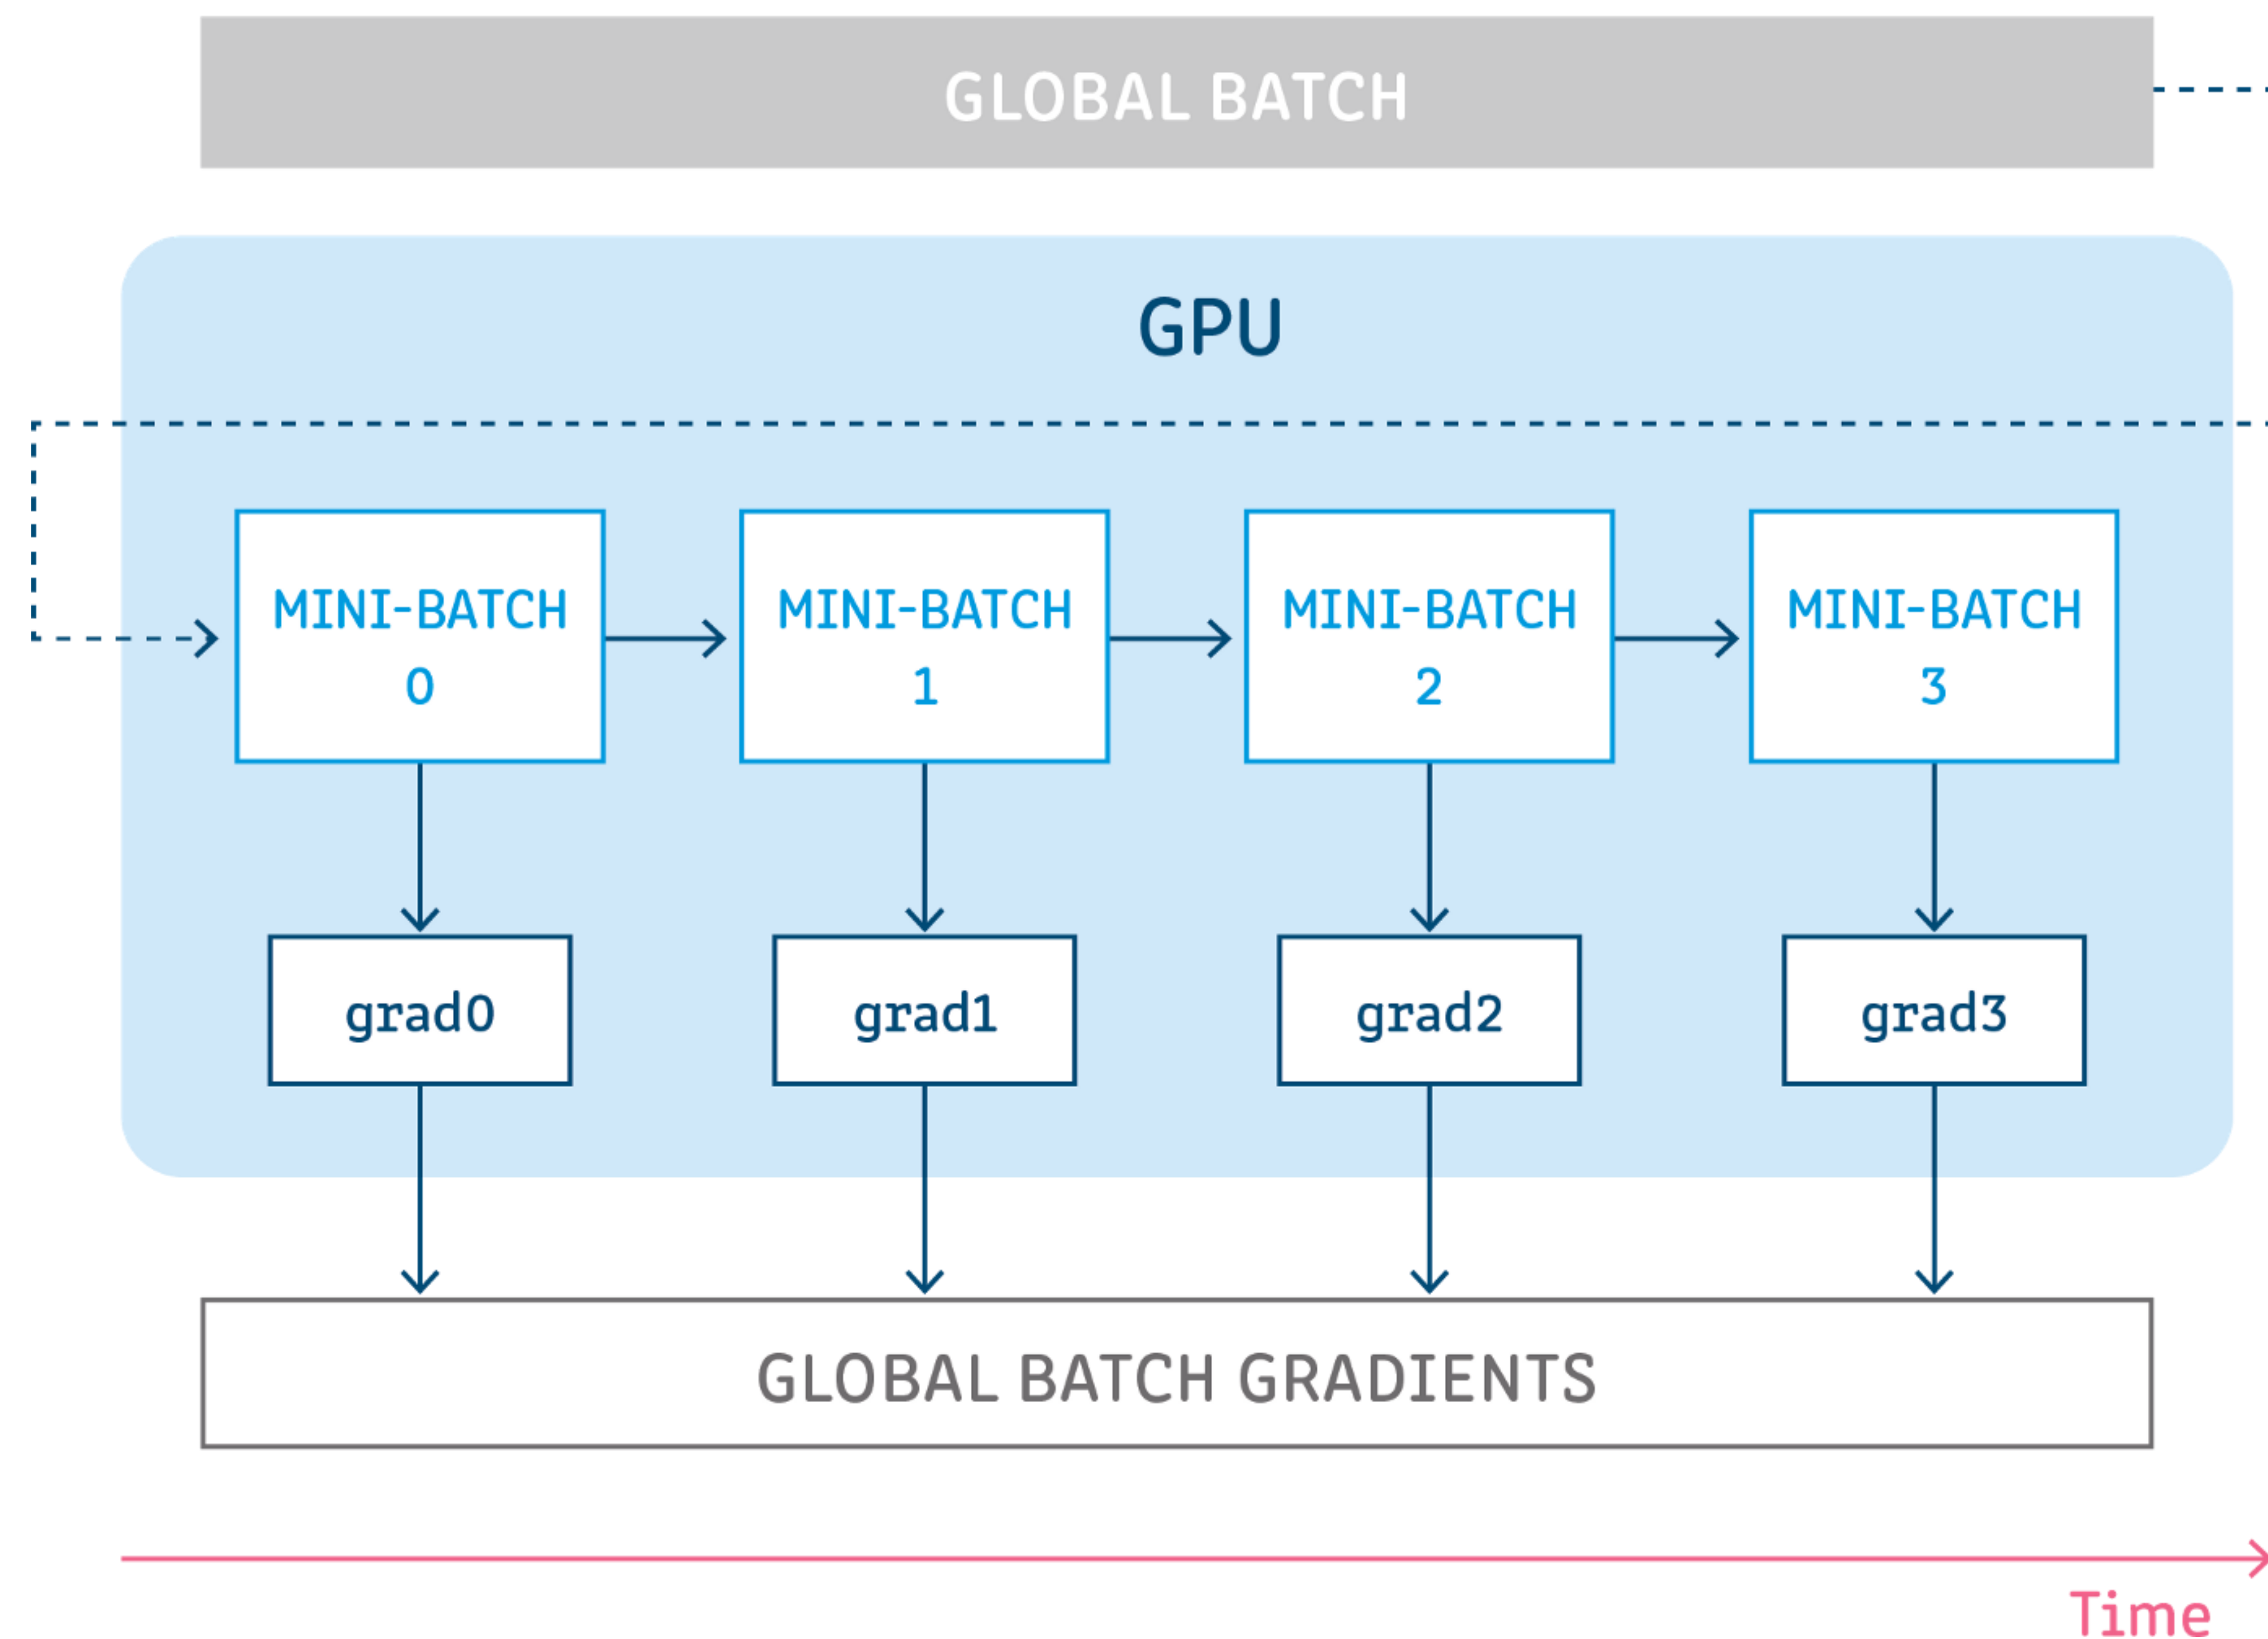 GLOBAL BATCH
GPU
MINI-BATCH
0
MINI-BATCH
1
MINI-BATCH
2
MINI-BATCH
3
grad0
grad1
grad2
grad3
GLOBAL BATCH GRADIENTS
Time